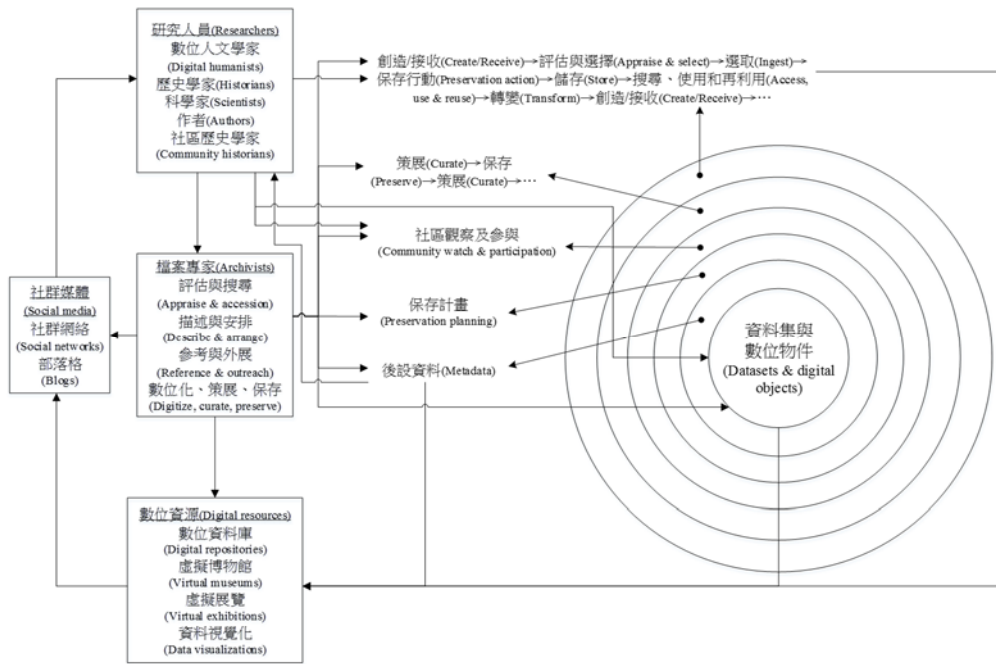 研究人員(Researchers)
數位人文學家
(Digital humanists)
歷史學家(Historians)
科學家(Scientists)
作者(Authors)
社區歷史學家
(Community historians)
創造/接收(Create/Receive)→評估與選擇(Appraise & select)→選取(Ingest)→
保存行動(Preservation action)→儲存(Store)→搜尋、使用和再利用(Access,
use & reuse)→轉變(Transform)→創造/接收(Create/Receive)→⋯
策展(Curate)→保存
(Preserve)→策展(Curate)→⋯
社區觀察及參與
(Community watch & participation)
保存計畫
(Preservation planning)
後設資料(Metadata)
資料集與
數位物件
(Datasets & digital
objects)
檔案專家(Archivists)
評估與搜尋
(Appraise & accession)
描述與安排
(Describe & arrange)
參考與外展
(Reference & outreach)
數位化、策展、保存
(Digitize, curate, preserve)
社群媒體
(Social media)
社群網絡
(Social networks)
部落格
(Blogs)
數位資源(Digital resources)
數位資料庫
(Digital repositories)
虛擬博物館
(Virtual museums)
虛擬展覽
(Virtual exhibitions)
資料視覺化
(Data visualizations)